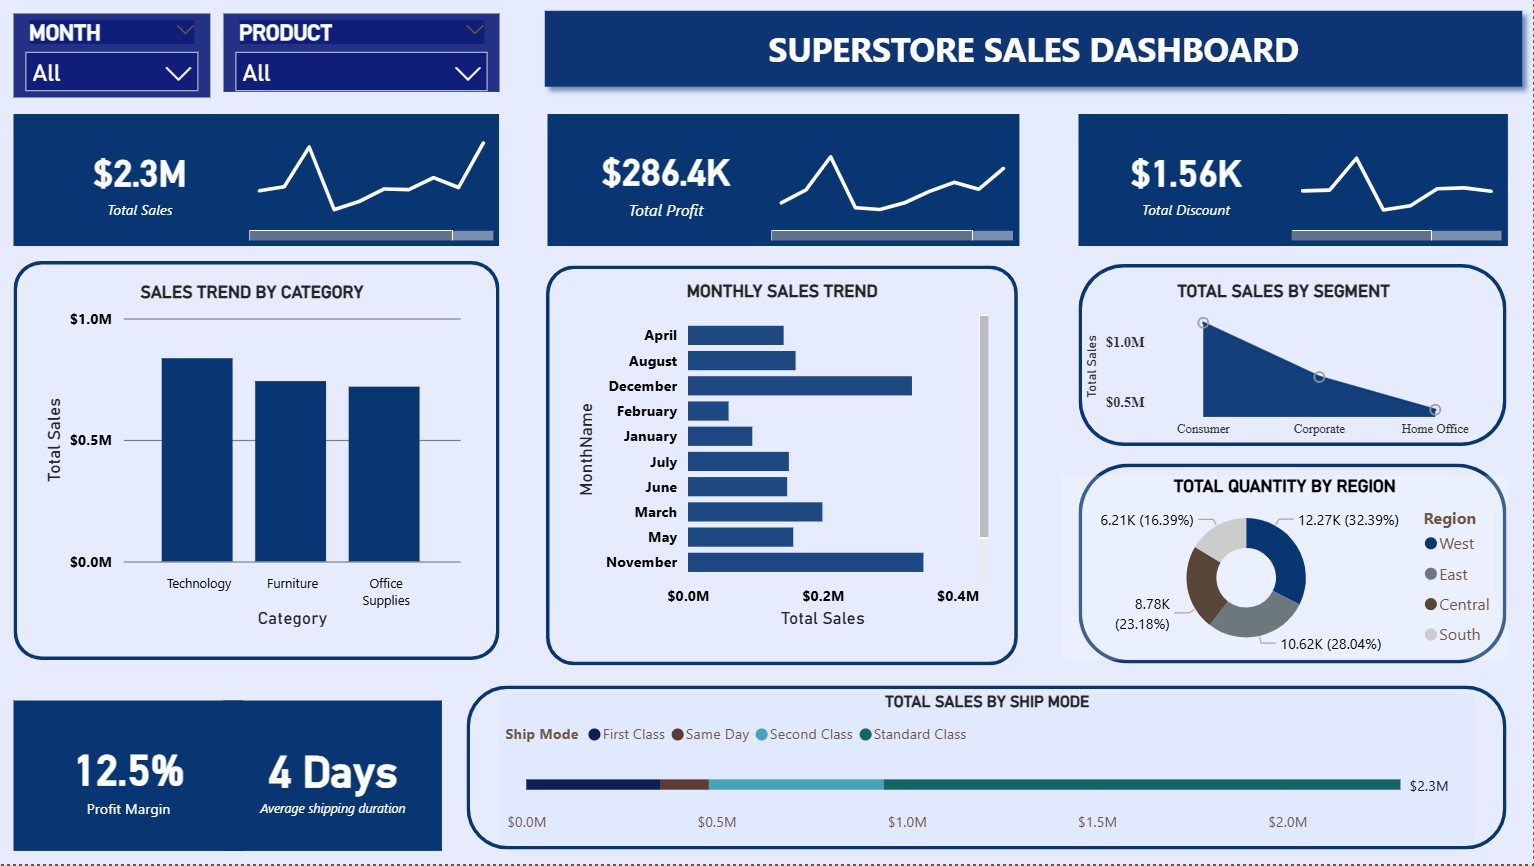 MONTH
All
PRODUCT
All
SUPERSTORE SALES DASHBOARD
$2.3M
Total Sales
$286.4K
Total Profit
$1.56K
Total Discount
SALES TREND BY CATEGORY
Total Sales
$1.0M
$0.5M
$0.0M
Technology
Furniture
Office
Supplies
Category
MONTHLY SALES TREND
MonthName
April
August
December
February
January
July
June
March
May
November
$0.0M
$0.2M
$0.4M
Total Sales
TOTAL SALES BY SEGMENT
Total Sales
$1.0M
$0.5M
Consumer
Corporate
Home Office
TOTAL QUANTITY BY REGION
6.21K (16.39%)
12.27K (32.39%)
8.78K
(23.18%)
10.62K (28.04%)
Region
West
East
Central
South
12.5%
Profit Margin
4 Days
Average shipping duration
TOTAL SALES BY SHIP MODE
Ship Mode First Class Same Day Second Class Standard Class
$2.3M
$0.0M
$0.5M
$1.0M
$1.5M
$2.0M